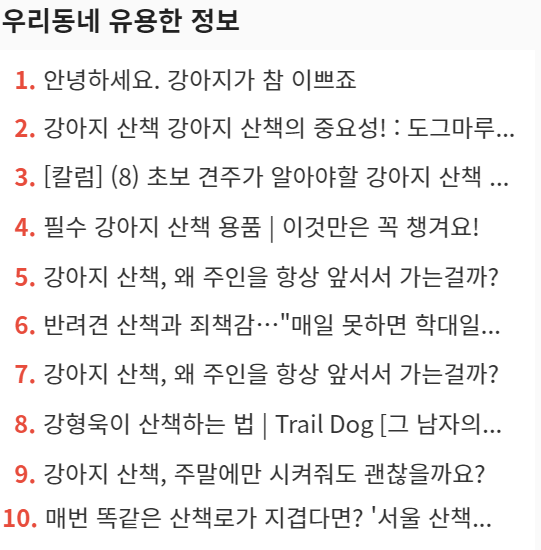 우리동네 유용한 정보
1. 안녕하세요. 강아지가 참 이쁘죠
2. 강아지 산책 강아지 산책의 중요성! : 도그마루...
3. [칼럼] (8) 초보 견주가 알아야할 강아지 산책 ...
4. 필수 강아지 산책 용품 | 이것만은 꼭 챙겨요!
5. 강아지 산책, 왜 주인을 항상 앞서서 가는걸까?
6. 반려견 산책과 죄책감…"매일 못하면 학대일...
7. 강아지 산책, 왜 주인을 항상 앞서서 가는걸까?
8. 강형욱이 산책하는 법 | Trail Dog [그 남자의...
9. 강아지 산책, 주말에만 시켜줘도 괜찮을까요?
10. 매번 똑같은 산책로가 지겹다면? '서울 산책...